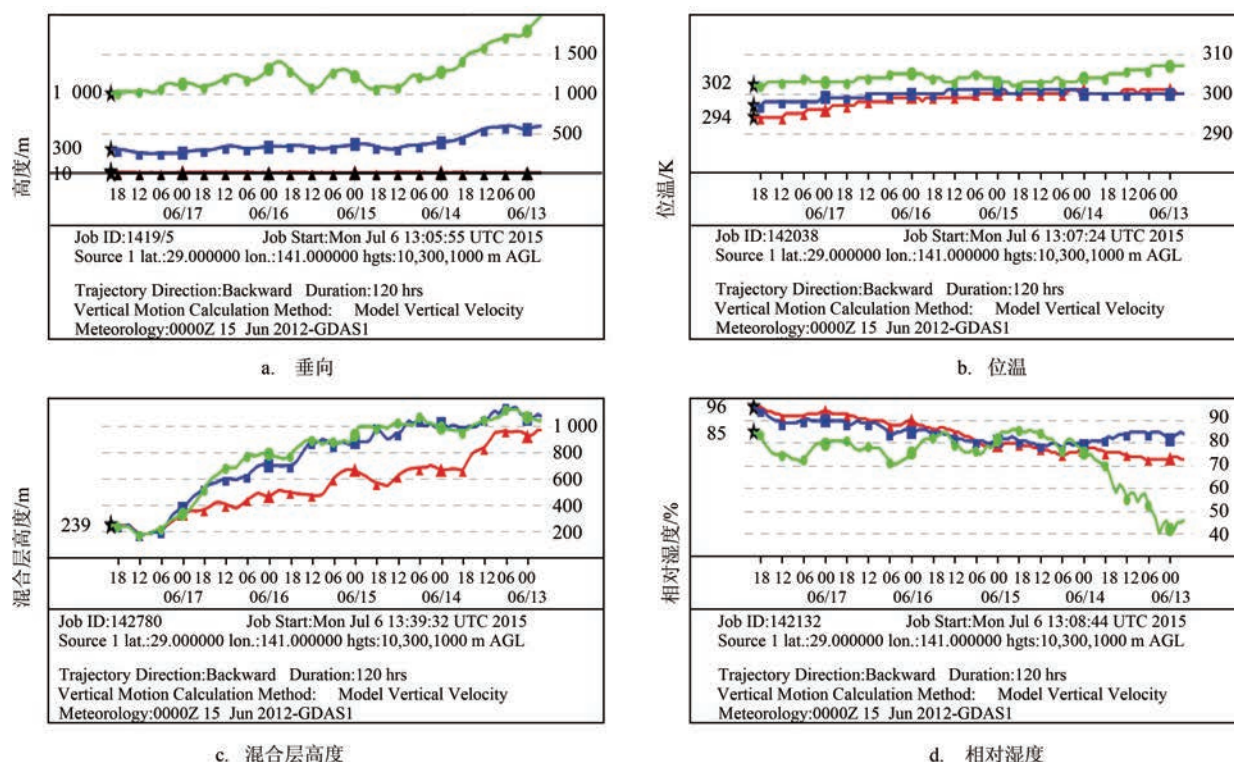 高度/m
1 500
1 000
1 000
500
300
10
18 12 06 00 18 12 06 00 18 12 06 00 18 12 06 00 18 12 06 00
06/17 06/16 06/15 06/14 06/13
Job ID:1419/5 Job Start:Mon Jul 6 13:05:55 UTC 2015
Source 1 lat.:29.000000 lon.:141.000000 hgts:10,300,1000 m AGL
Trajectory Direction:Backward Duration:120 hrs
Vertical Motion Calculation Method: Model Vertical Velocity
Meteorology:0000Z 15 Jun 2012-GDAS1
a. 垂向
位温/K
310
302
300
294
290
18 12 06 00 18 12 06 00 18 12 06 00 18 12 06 00 18 12 06 00
06/17 06/16 06/15 06/14 06/13
Job ID:142038 Job Start:Mon Jul 6 13:07:24 UTC 2015
Source 1 lat.:29.000000 lon.:141.000000 hgts:10,300,1000 m AGL
Trajectory Direction:Backward Duration:120 hrs
Vertical Motion Calculation Method: Model Vertical Velocity
Meteorology:0000Z 15 Jun 2012-GDAS1
b. 位温
混合层高度/m
1 000
800
600
400
239
200
18 12 06 00 18 12 06 00 18 12 06 00 18 12 06 00 18 12 06 00
06/17 06/16 06/15 06/14 06/13
Job ID:142780 Job Start:Mon Jul 6 13:39:32 UTC 2015
Source 1 lat.:29.000000 lon.:141.000000 hgts:10,300,1000 m AGL
Trajectory Direction:Backward Duration:120 hrs
Vertical Motion Calculation Method: Model Vertical Velocity
Meteorology:0000Z 15 Jun 2012-GDAS1
c. 混合层高度
相对湿度/%
96
90
85
80
70
60
50
40
18 12 06 00 18 12 06 00 18 12 06 00 18 12 06 00 18 12 06 00
06/17 06/16 06/15 06/14 06/13
Job ID:142132 Job Start:Mon Jul 6 13:08:44 UTC 2015
Source 1 lat.:29.000000 lon.:141.000000 hgts:10,300,1000 m AGL
Trajectory Direction:Backward Duration:120 hrs
Vertical Motion Calculation Method: Model Vertical Velocity
Meteorology:0000Z 15 Jun 2012-GDAS1
d. 相对湿度